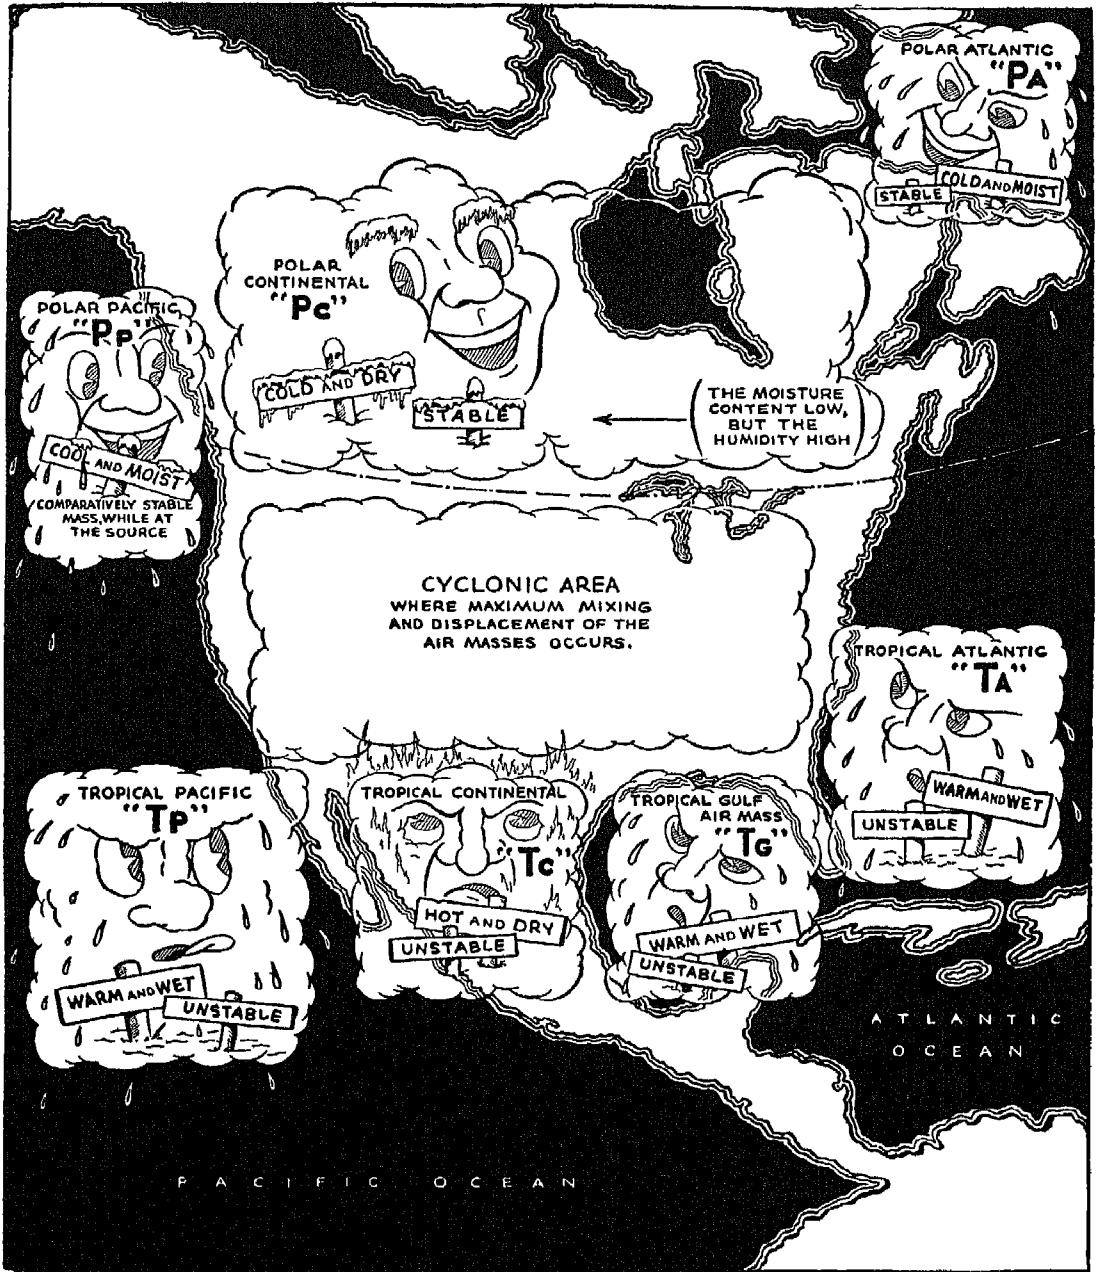 POLAR ATLANTIC
"PA"
STABLE
COLD AND MOIST
POLAR
CONTINENTAL
"Pc"
COLD AND DRY
STABLE
THE MOISTURE
CONTENT LOW,
BUT THE
HUMIDITY HIGH
POLAR PACIFIC
"PP"
COOL AND MOIST
COMPARATIVELY STABLE
MASS, WHILE AT
THE SOURCE
CYCLONIC AREA
WHERE MAXIMUM MIXING
AND DISPLACEMENT OF THE
AIR MASSES OCCURS.
TROPICAL ATLANTIC
"TA"
WARM AND WET
UNSTABLE
TROPICAL PACIFIC
"TP"
WARM AND WET
UNSTABLE
TROPICAL CONTINENTAL
"Tc"
HOT AND DRY
UNSTABLE
TROPICAL GULF
AIR MASS
"TG"
WARM AND WET
UNSTABLE
ATLANTIC
OCEAN
PACIFIC OCEAN